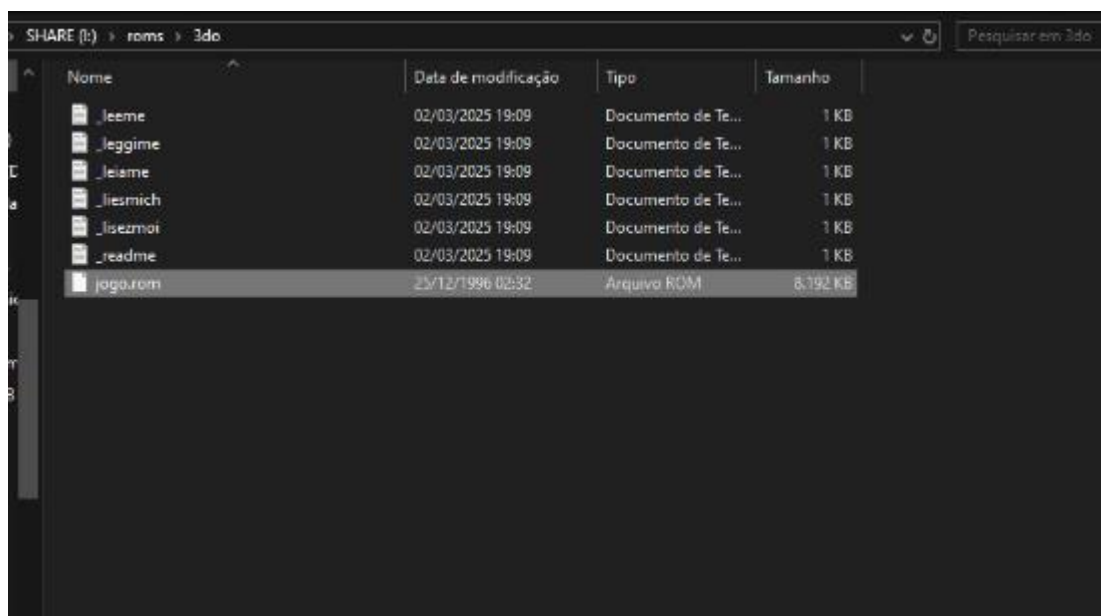 SHARE (I:) › roms › 3do Pesquisar em 3do
Nome Data de modificação Tipo Tamanho
_leeme 02/03/2025 19:09 Documento de Te... 1 KB
_leggime 02/03/2025 19:09 Documento de Te... 1 KB
_leiame 02/03/2025 19:09 Documento de Te... 1 KB
_liesmich 02/03/2025 19:09 Documento de Te... 1 KB
_lisezmoi 02/03/2025 19:09 Documento de Te... 1 KB
_readme 02/03/2025 19:09 Documento de Te... 1 KB
jogo.rom 25/12/1996 02:32 Arquivo ROM 8.192 KB